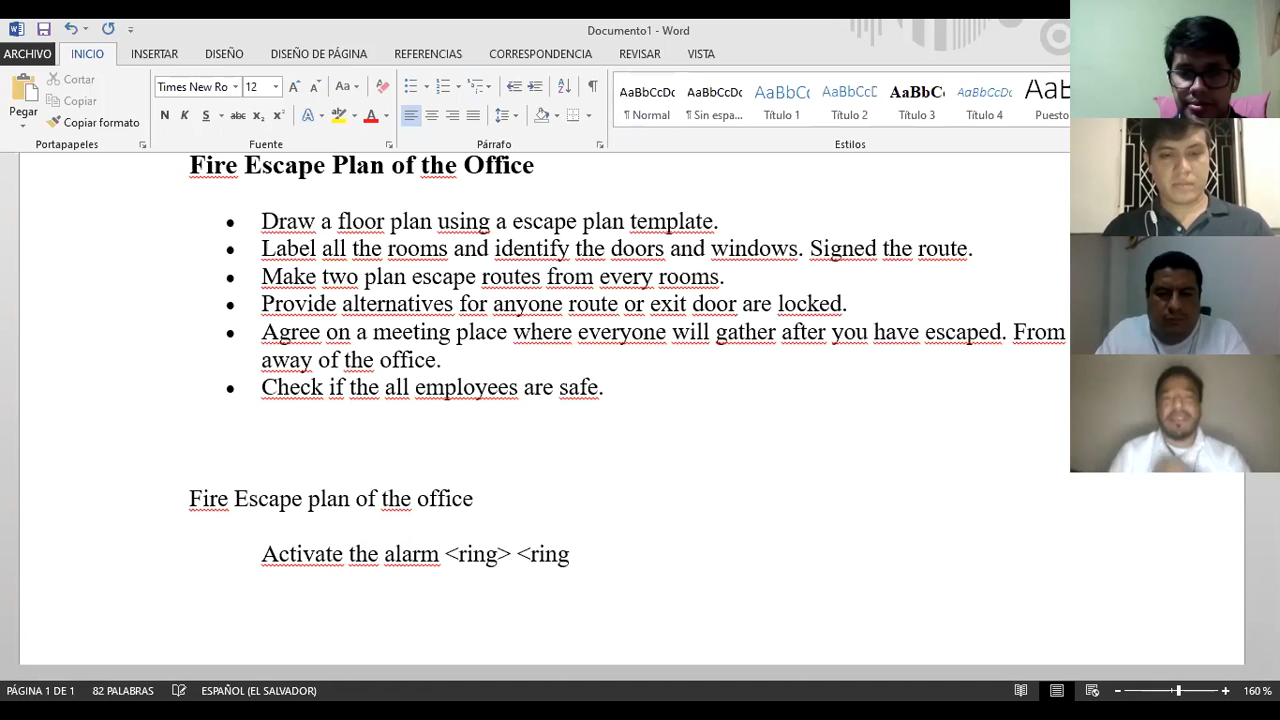 Documento1 - Word
ARCHIVO INICIO INSERTAR DISEÑO DISEÑO DE PÁGINA REFERENCIAS CORRESPONDENCIA REVISAR VISTA
Cortar
Copiar
Copiar formato
Pegar
Portapapeles
Times New Ro 12
Aa
N K S abc x₂ x² A A
Fuente
Párrafo
AaBbCcDc AaBbCcDc AaBbCc AaBbCcD AaBbC AaBbCcDc AaB
¶ Normal ¶ Sin espa... Título 1 Título 2 Título 3 Título 4 Puesto
Estilos
Fire Escape Plan of the Office
• Draw a floor plan using a escape plan template.
• Label all the rooms and identify the doors and windows. Signed the route.
• Make two plan escape routes from every rooms.
• Provide alternatives for anyone route or exit door are locked.
• Agree on a meeting place where everyone will gather after you have escaped. From
away of the office.
• Check if the all employees are safe.
Fire Escape plan of the office
Activate the alarm <ring> <ring
PÁGINA 1 DE 1 82 PALABRAS ESPAÑOL (EL SALVADOR) 160 %